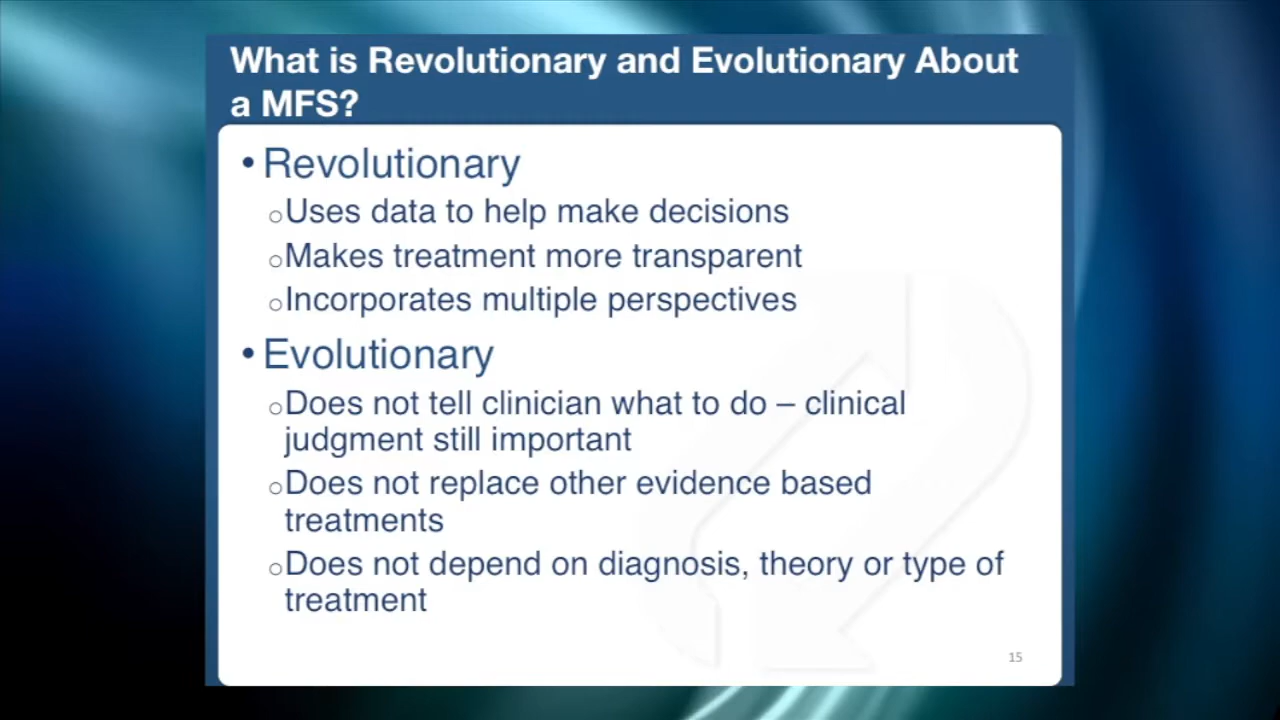 What is Revolutionary and Evolutionary About
a MFS?
• Revolutionary
○Uses data to help make decisions
○Makes treatment more transparent
○Incorporates multiple perspectives
• Evolutionary
○Does not tell clinician what to do – clinical
judgment still important
○Does not replace other evidence based
treatments
○Does not depend on diagnosis, theory or type of
treatment
15